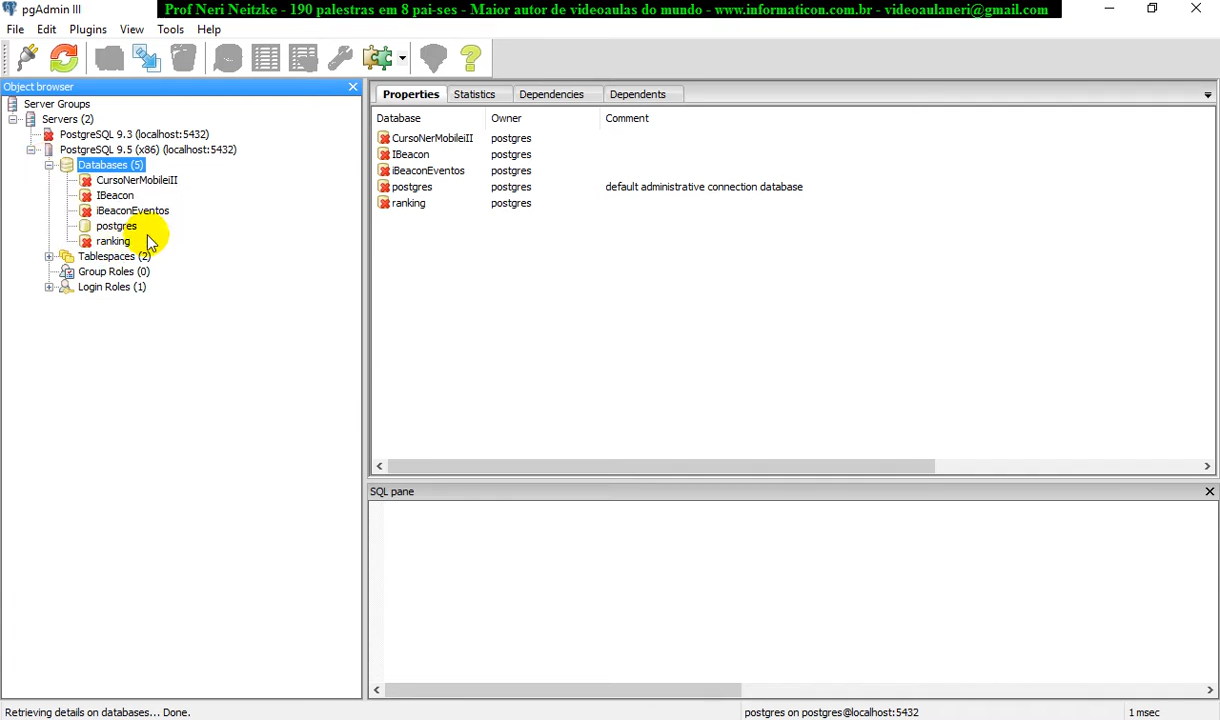 pgAdmin III
Prof Neri Neitzke - 190 palestras em 8 pai-ses - Maior autor de videoaulas do mundo - www.informaticon.com.br - videoaulaneri@gmail.com
File Edit Plugins View Tools Help
Object browser
Server Groups
Servers (2)
PostgreSQL 9.3 (localhost:5432)
PostgreSQL 9.5 (x86) (localhost:5432)
Databases (5)
CursoNerMobileiII
IBeacon
iBeaconEventos
postgres
ranking
Tablespaces (2)
Group Roles (0)
Login Roles (1)
Properties Statistics Dependencies Dependents
Database Owner Comment
CursoNerMobileiII postgres
IBeacon postgres
iBeaconEventos postgres
postgres postgres default administrative connection database
ranking postgres
SQL pane
Retrieving details on databases... Done. postgres on postgres@localhost:5432 1 msec